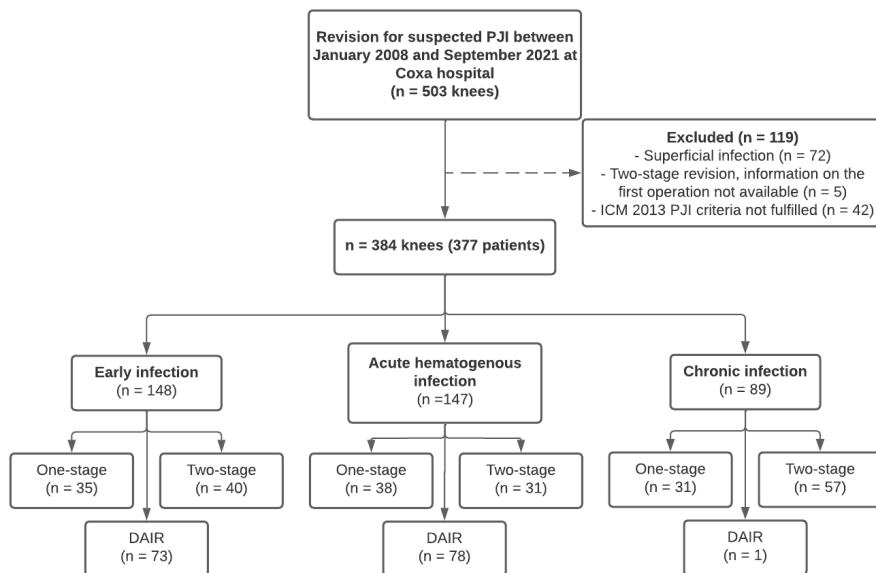 Revision for suspected PJI between
January 2008 and September 2021 at
Coxa hospital
(n = 503 knees)
Excluded (n = 119)
- Superficial infection (n = 72)
- Two-stage revision, information on the
first operation not available (n = 5)
- ICM 2013 PJI criteria not fulfilled (n = 42)
n = 384 knees (377 patients)
Early infection
(n = 148)
Acute hematogenous
infection
(n =147)
Chronic infection
(n = 89)
One-stage
(n = 35)
Two-stage
(n = 40)
One-stage
(n = 38)
Two-stage
(n = 31)
One-stage
(n = 31)
Two-stage
(n = 57)
DAIR
(n = 73)
DAIR
(n = 78)
DAIR
(n = 1)